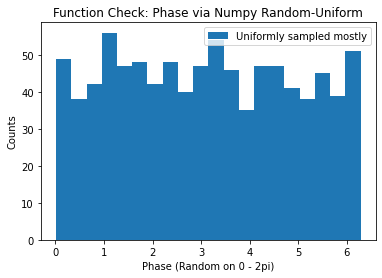 Function Check: Phase via Numpy Random-Uniform
Uniformly sampled mostly
Counts
50
40
30
20
10
0
0 1 2 3 4 5 6
Phase (Random on 0 - 2pi)